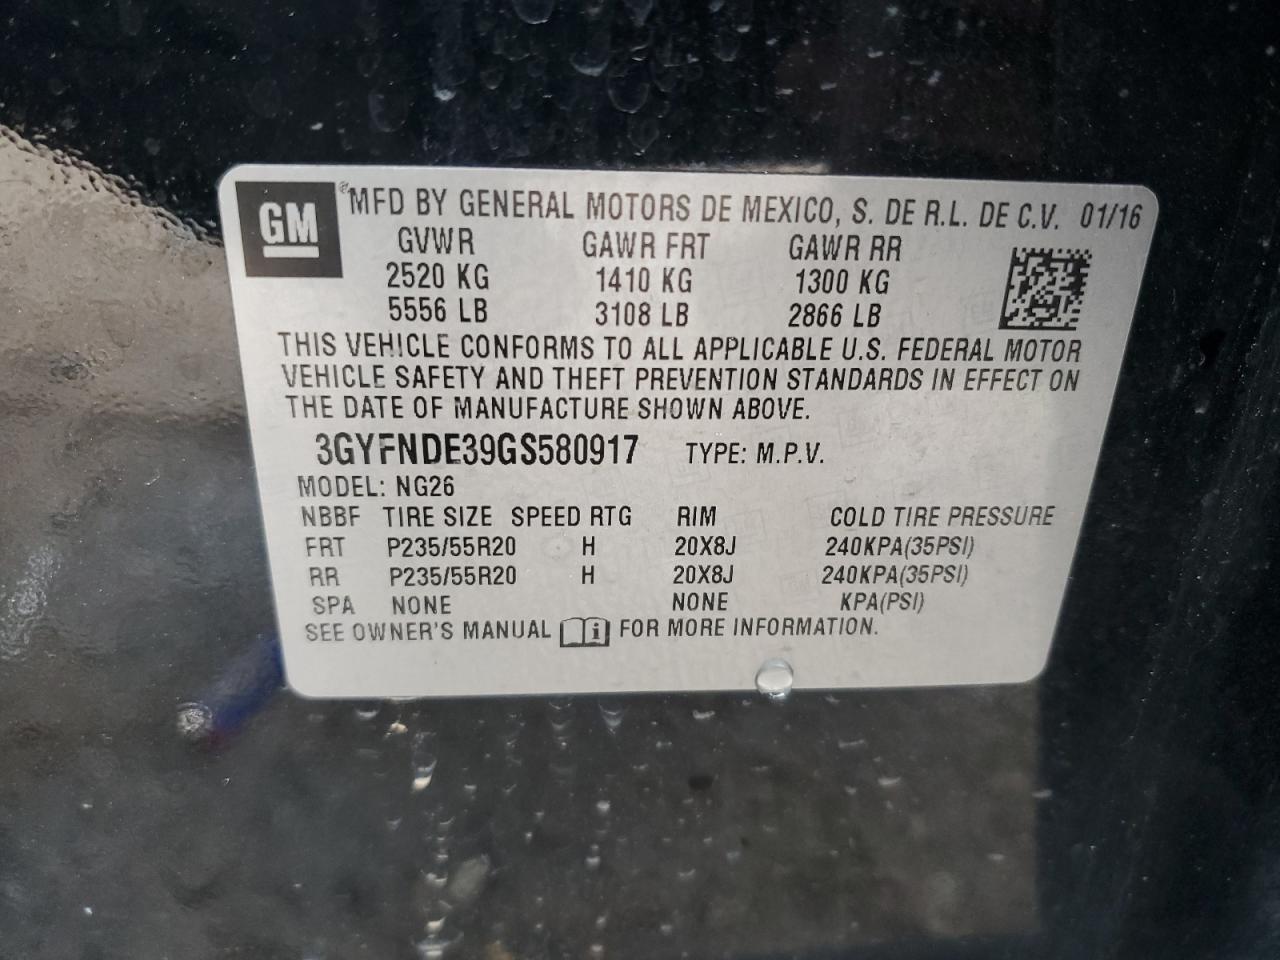 GM ® MFD BY GENERAL MOTORS DE MEXICO, S. DE R.L. DE C.V. 01/16
GVWR GAWR FRT GAWR RR
2520 KG 1410 KG 1300 KG
5556 LB 3108 LB 2866 LB
THIS VEHICLE CONFORMS TO ALL APPLICABLE U.S. FEDERAL MOTOR
VEHICLE SAFETY AND THEFT PREVENTION STANDARDS IN EFFECT ON
THE DATE OF MANUFACTURE SHOWN ABOVE.
3GYFNDE39GS580917 TYPE: M.P.V.
MODEL: NG26
NBBF TIRE SIZE SPEED RTG RIM COLD TIRE PRESSURE
FRT P235/55R20 H 20X8J 240KPA(35PSI)
RR P235/55R20 H 20X8J 240KPA(35PSI)
SPA NONE NONE KPA(PSI)
SEE OWNER'S MANUAL i FOR MORE INFORMATION.